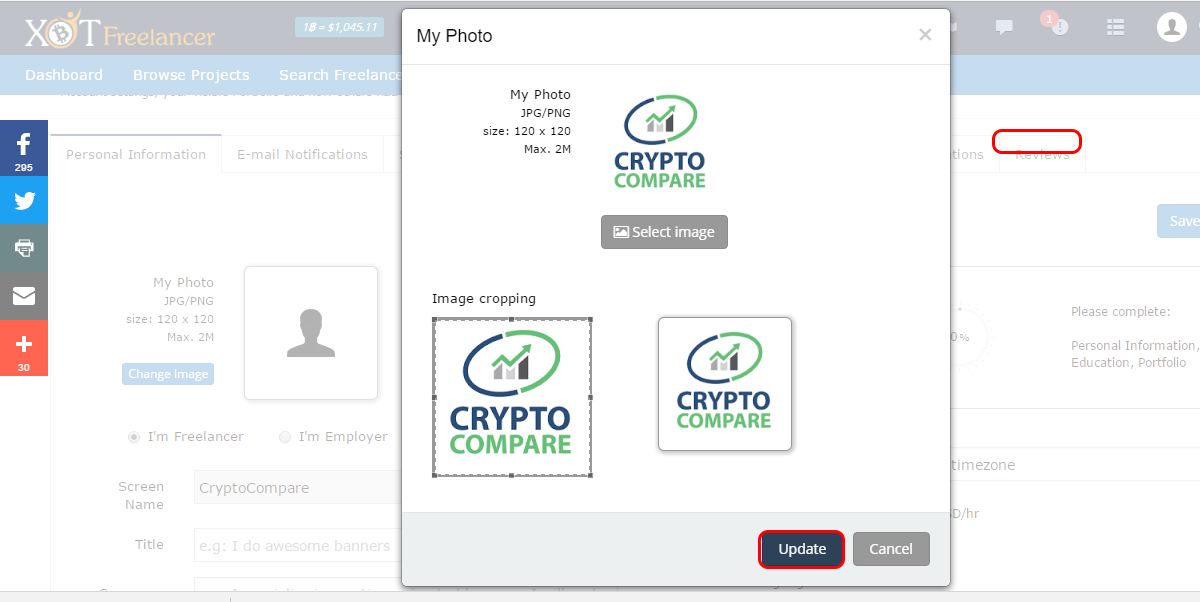 XOT Freelancer
1฿ = $1,045.11
1
Dashboard
Browse Projects
Search Freelance
My Photo
×
My Photo
JPG/PNG
size: 120 x 120
Max. 2M
CRYPTO
COMPARE
Select image
Image cropping
CRYPTO
COMPARE
CRYPTO
COMPARE
Update
Cancel
295
30
Personal Information
E-mail Notifications
tions
Reviews
Save
My Photo
JPG/PNG
size: 120 x 120
Max. 2M
Change Image
0%
Please complete:
Personal Information,
Education, Portfolio
I'm Freelancer
I'm Employer
timezone
Screen
Name
CryptoCompare
D/hr
Title
e.g: I do awesome banners